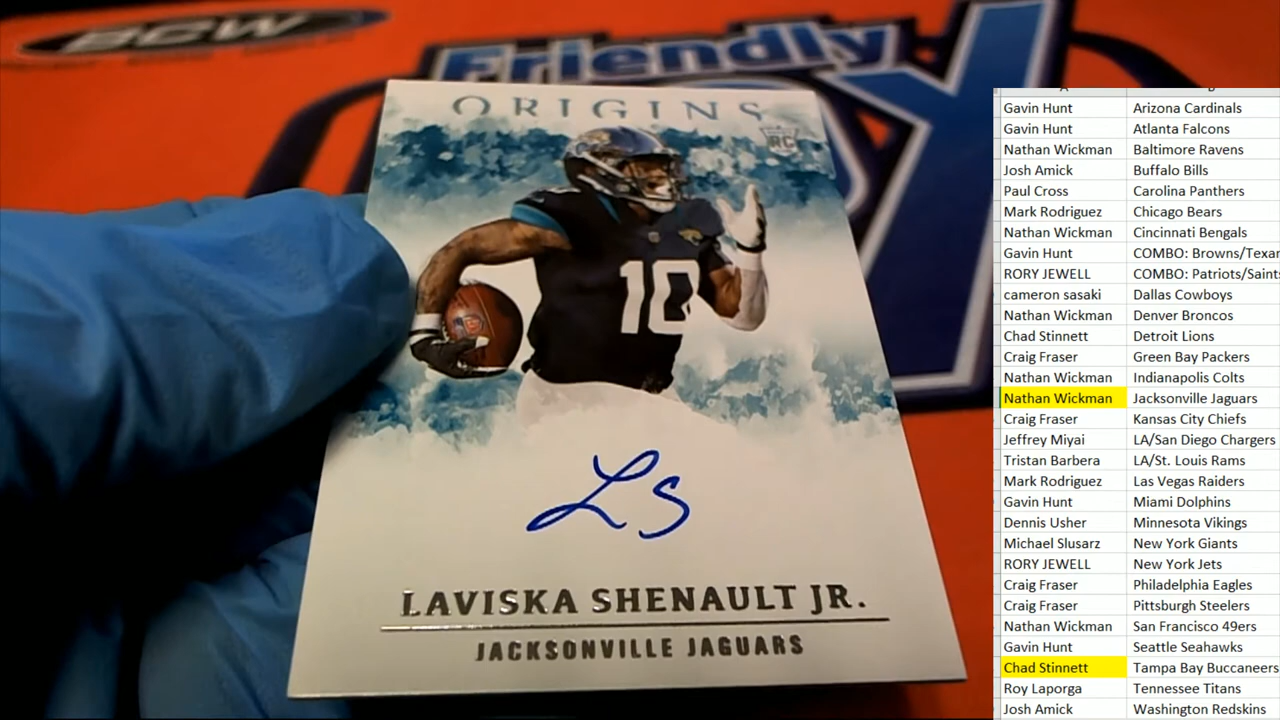 BCW
Friendly
ORIGINS
RC
10
LS
LAVISKA SHENAULT JR.
JACKSONVILLE JAGUARS
Gavin Hunt Arizona Cardinals
Gavin Hunt Atlanta Falcons
Nathan Wickman Baltimore Ravens
Josh Amick Buffalo Bills
Paul Cross Carolina Panthers
Mark Rodriguez Chicago Bears
Nathan Wickman Cincinnati Bengals
Gavin Hunt COMBO: Browns/Texan
RORY JEWELL COMBO: Patriots/Saints
cameron sasaki Dallas Cowboys
Nathan Wickman Denver Broncos
Chad Stinnett Detroit Lions
Craig Fraser Green Bay Packers
Nathan Wickman Indianapolis Colts
Nathan Wickman Jacksonville Jaguars
Craig Fraser Kansas City Chiefs
Jeffrey Miyai LA/San Diego Chargers
Tristan Barbera LA/St. Louis Rams
Mark Rodriguez Las Vegas Raiders
Gavin Hunt Miami Dolphins
Dennis Usher Minnesota Vikings
Michael Slusarz New York Giants
RORY JEWELL New York Jets
Craig Fraser Philadelphia Eagles
Craig Fraser Pittsburgh Steelers
Nathan Wickman San Francisco 49ers
Gavin Hunt Seattle Seahawks
Chad Stinnett Tampa Bay Buccaneers
Roy Laporga Tennessee Titans
Josh Amick Washington Redskins